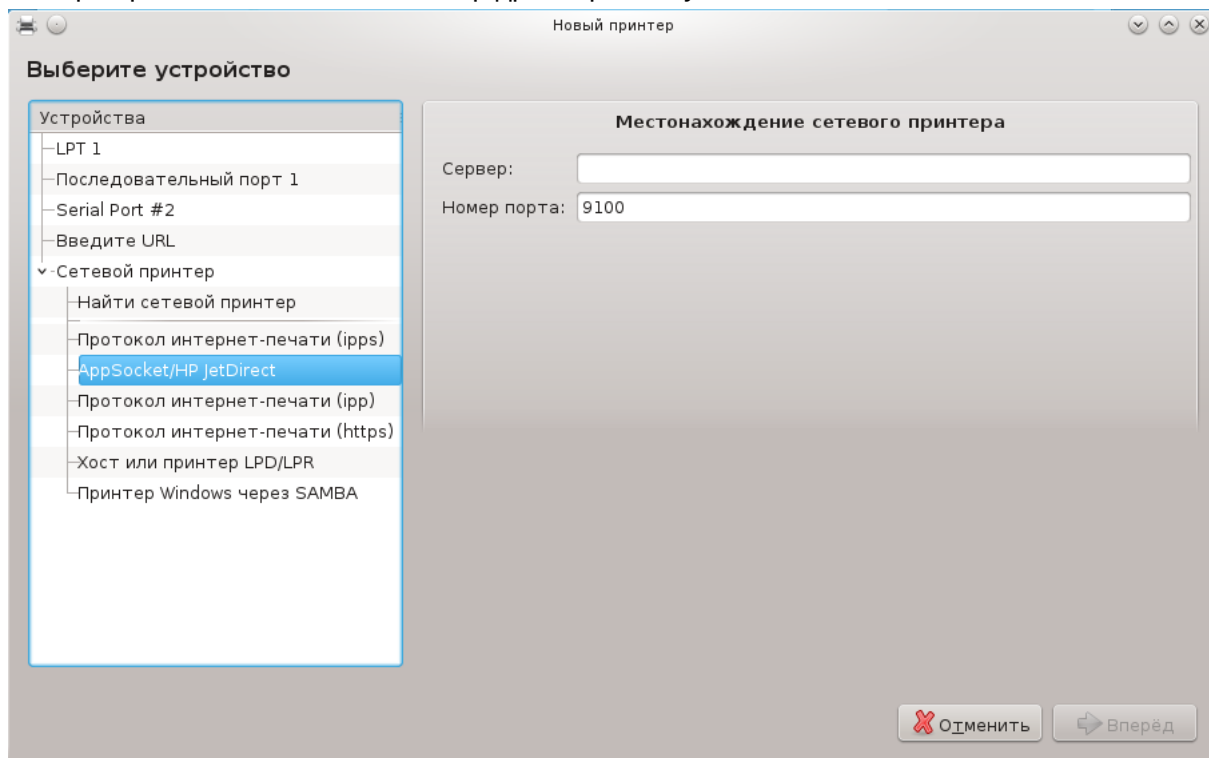 Новый принтер
Выберите устройство
Устройства
LPT 1
Последовательный порт 1
Serial Port #2
Введите URL
Сетевой принтер
Найти сетевой принтер
Протокол интернет-печати (ipps)
AppSocket/HP JetDirect
Протокол интернет-печати (ipp)
Протокол интернет-печати (https)
Хост или принтер LPD/LPR
Принтер Windows через SAMBA
Местонахождение сетевого принтера
Сервер:
Номер порта: 9100
Отменить
Вперёд